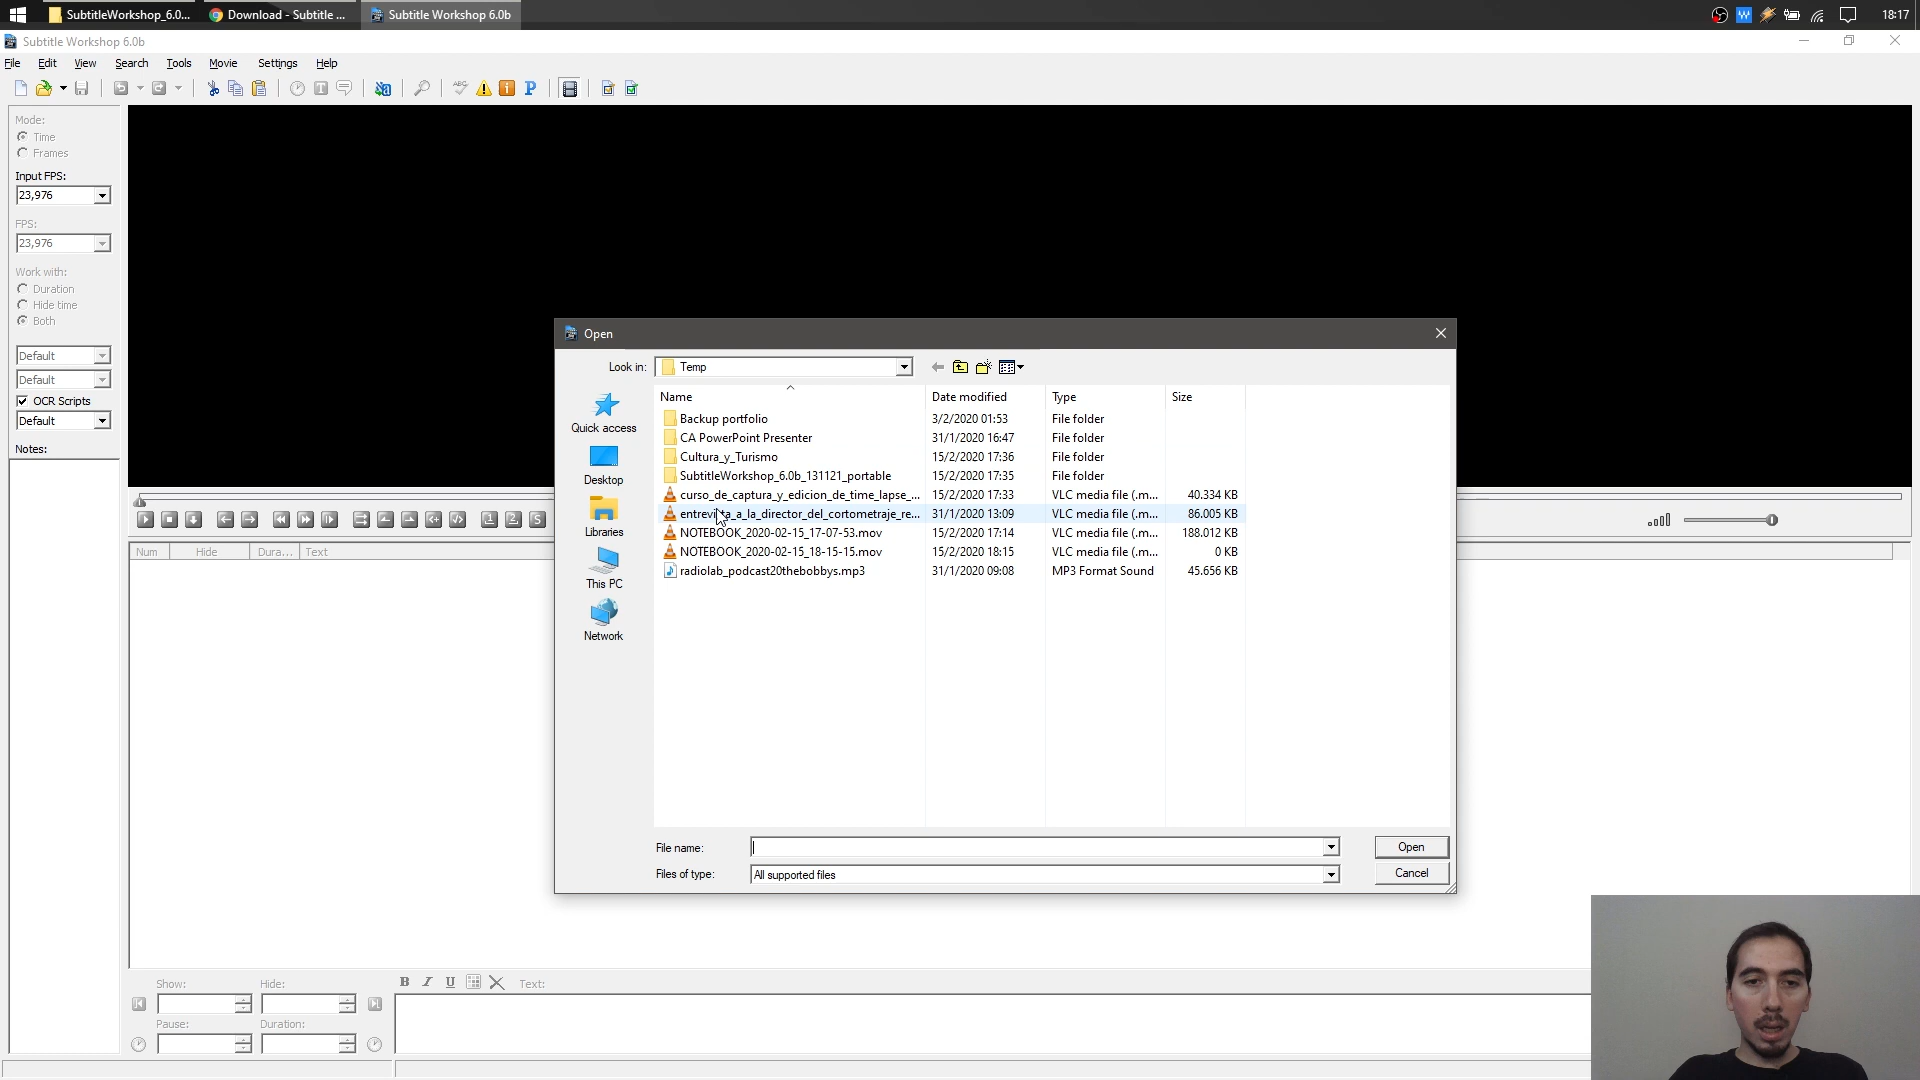 SubtitleWorkshop_6.0... Download - Subtitle ... Subtitle Workshop 6.0b 18:17
Subtitle Workshop 6.0b
File Edit View Search Tools Movie Settings Help
Mode:
Time
Frames
Input FPS:
23,976
FPS:
23,976
Work with:
Duration
Hide time
Both
Default
Default
OCR Scripts
Default
Notes:
Num Hide Dura... Text
Open
Look in: Temp
Quick access
Desktop
Libraries
This PC
Network
Name Date modified Type Size
Backup portfolio 3/2/2020 01:53 File folder
CA PowerPoint Presenter 31/1/2020 16:47 File folder
Cultura_y_Turismo 15/2/2020 17:36 File folder
SubtitleWorkshop_6.0b_131121_portable 15/2/2020 17:35 File folder
curso_de_captura_y_edicion_de_time_lapse_... 15/2/2020 17:33 VLC media file (.m... 40.334 KB
entrevista_a_la_director_del_cortometraje_re... 31/1/2020 13:09 VLC media file (.m... 86.005 KB
NOTEBOOK_2020-02-15_17-07-53.mov 15/2/2020 17:14 VLC media file (.m... 188.012 KB
NOTEBOOK_2020-02-15_18-15-15.mov 15/2/2020 18:15 VLC media file (.m... 0 KB
radiolab_podcast20thebobbys.mp3 31/1/2020 09:08 MP3 Format Sound 45.656 KB
File name: Open
Files of type: All supported files Cancel
Show: Hide: B I U Text:
Pause: Duration: